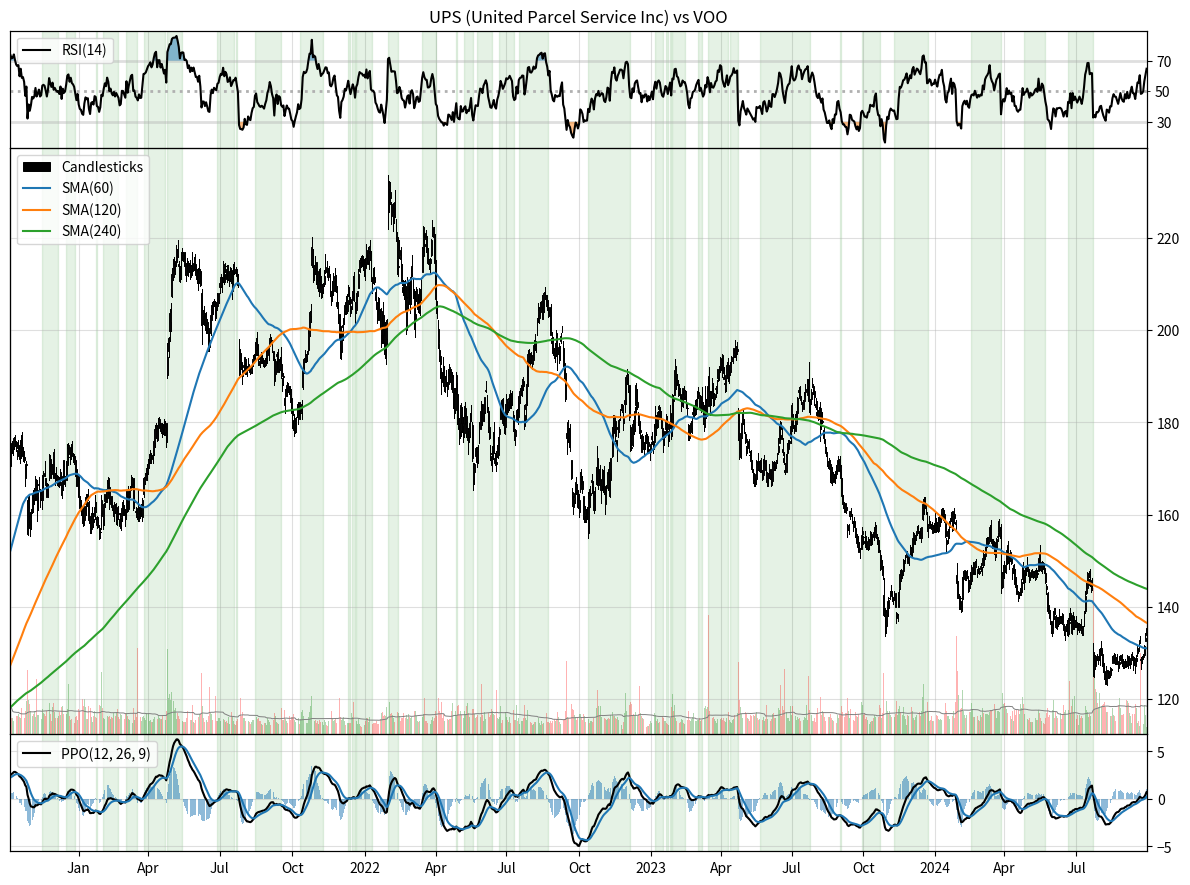 UPS (United Parcel Service Inc) vs VOO
RSI(14)
70
50
30
Candlesticks
SMA(60)
SMA(120)
SMA(240)
220
200
180
160
140
120
PPO(12, 26, 9)
5
0
−5
Jan Apr Jul Oct 2022 Apr Jul Oct 2023 Apr Jul Oct 2024 Apr Jul